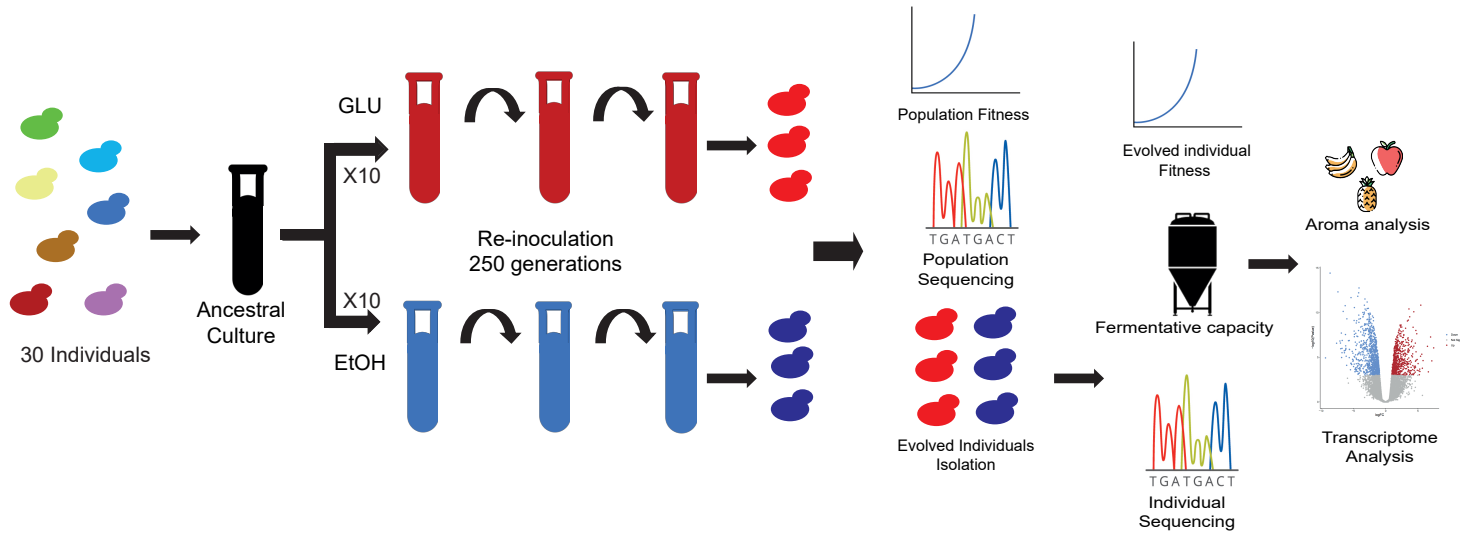 30 Individuals
Ancestral
Culture
GLU
X10
X10
EtOH
Re-inoculation
250 generations
Population Fitness
TGATGACT
Population
Sequencing
Evolved Individuals
Isolation
Evolved individual
Fitness
Fermentative capacity
TGATGACT
Individual
Sequencing
Aroma analysis
logFC
Transcriptome
Analysis